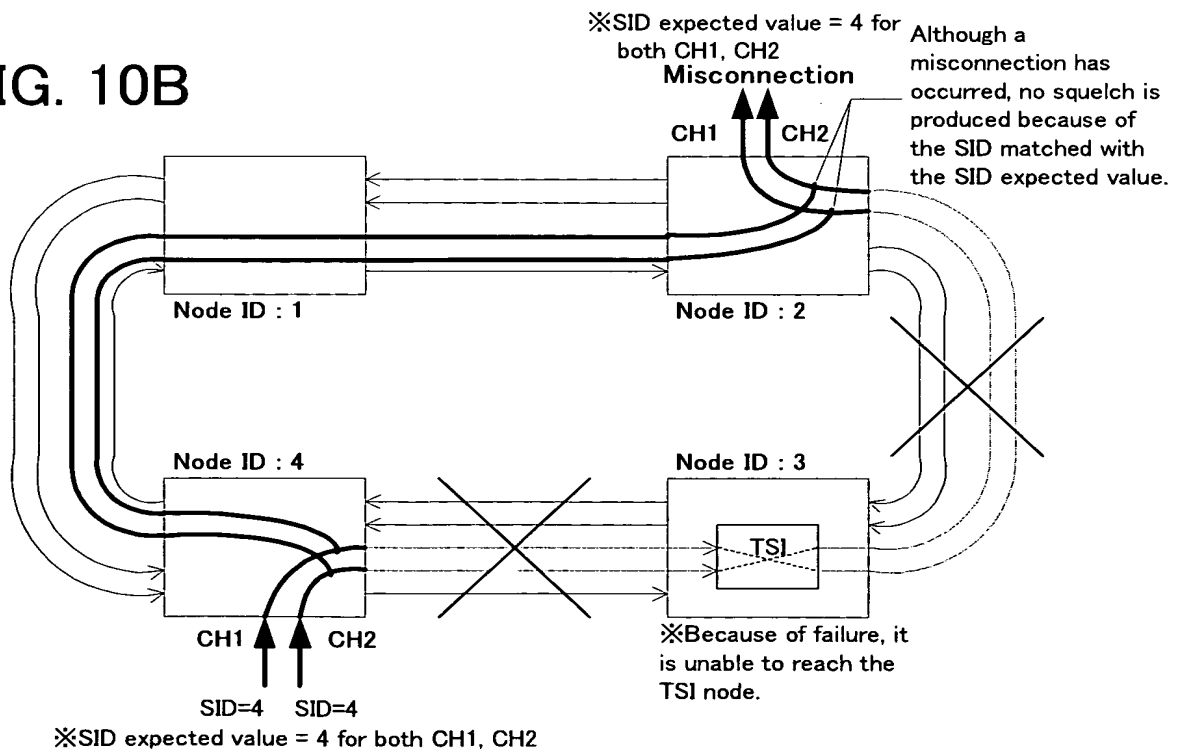 ※SID expected value = 4 for
both CH1, CH2
Misconnection
Although a
misconnection has
occurred, no squelch is
produced because of
the SID matched with
the SID expected value.
IG. 10B
CH1
CH2
Node ID : 1
Node ID : 2
Node ID : 4
Node ID : 3
TSI
CH1
CH2
※Because of failure, it
is unable to reach the
TSI node.
SID=4 SID=4
※SID expected value = 4 for both CH1, CH2